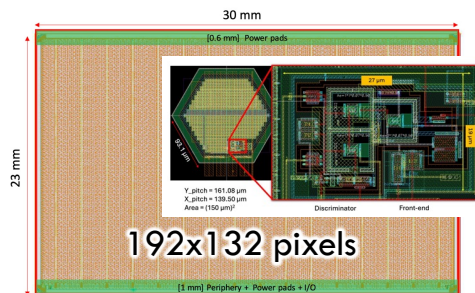 30 mm
[0.6 mm] Power pads
23 mm
93.1 µm
27 µm
19 µm
Y_pitch = 161.08 µm
X_pitch = 139.50 µm
Area = (150 µm)²
Discriminator
Front-end
192x132 pixels
[1 mm] Periphery + Power pads + I/O